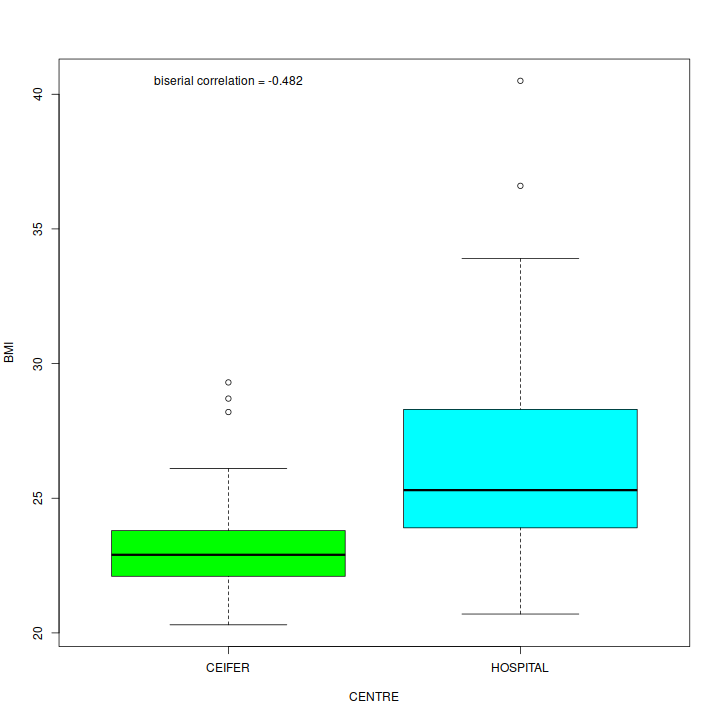 biserial correlation = -0.482
40
35
30
25
20
BMI
CEIFER
HOSPITAL
CENTRE